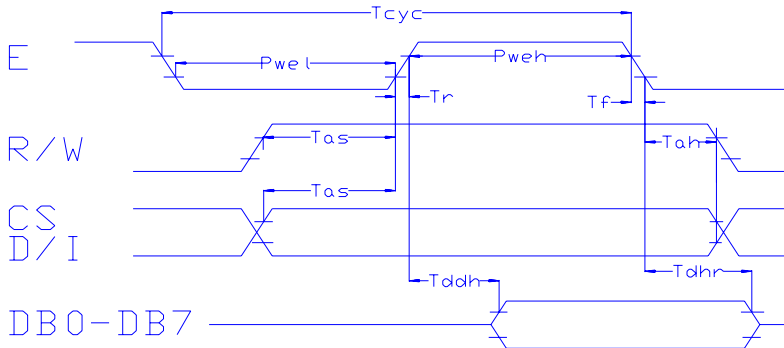 Tcyc
E
Pwel
Pweh
Tr
Tf
R/W
Tas
Tah
Tas
CS
D/I
Tddh
Tdhr
DB0-DB7